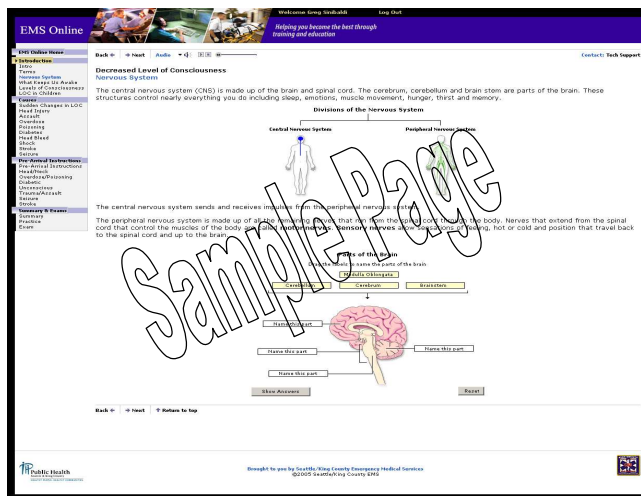 Welcome Greg Sinibaldi Log Out
EMS Online
Helping you become the best through
training and education
EMS Online Home
Introduction
Intro
Terms
Nervous System
What Keeps Us Awake
Levels of Consciousness
LOC in Children
Causes
Sudden Changes in LOC
Head Injury
Assault
Overdose
Poisoning
Diabetes
Head Bleed
Shock
Stroke
Seizure
Pre-Arrival Instructions
Pre-Arrival Instructions
Head/Neck
Overdose/Poisoning
Diabetic
Unconscious
Trauma/Assault
Seizure
Stroke
Summary & Exams
Summary
Practice
Exam
Back Next Audio
Contact: Tech Support
Decreased Level of Consciousness
Nervous System
The central nervous system (CNS) is made up of the brain and spinal cord. The cerebrum, cerebellum and brain stem are parts of the brain. These
structures control nearly everything you do including sleep, emotions, muscle movement, hunger, thirst and memory.
Divisions of the Nervous System
Central Nervous System Peripheral Nervous System
The central nervous system sends and receives impulses from the peripheral nervous system.
The peripheral nervous system is made up of all the remaining nerves that run from the spinal cord through the body. Nerves that extend from the spinal
cord that control the muscles of the body are called motor nerves. Sensory nerves allow sensations of feeling, hot or cold and position that travel back
to the spinal cord and up to the brain.
Sample Page
Parts of the Brain
Drag the labels to name the parts of the brain
Medulla Oblongata
Cerebellum Cerebrum Brainstem
Name this part
Name this part
Name this part
Name this part
Show Answers Reset
Back Next Return to top
Public Health
Brought to you by Seattle/King County Emergency Medical Services
©2005 Seattle/King County EMS